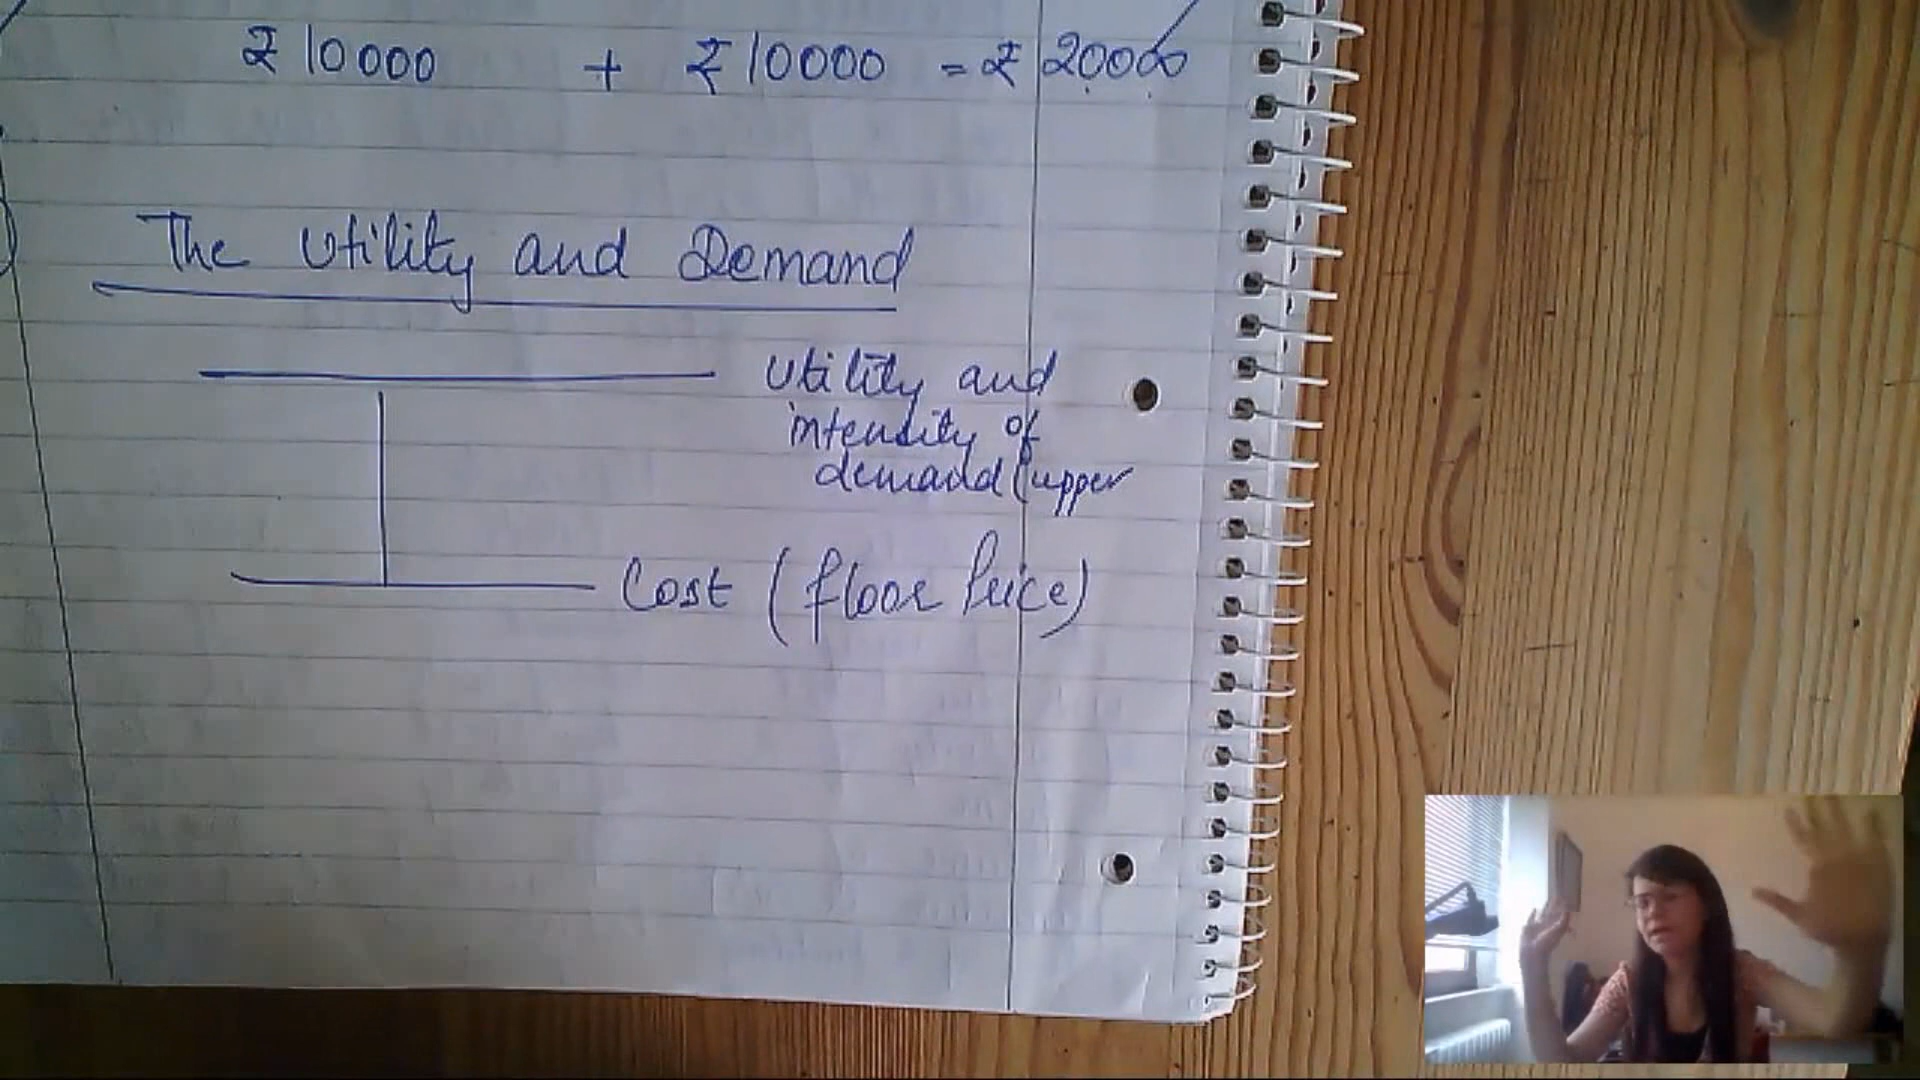 ₹ 10000 + ₹ 10000 = ₹ 20000
The Utility and Demand
Utility and
intensity of
demand (upper
Cost (floor Price)